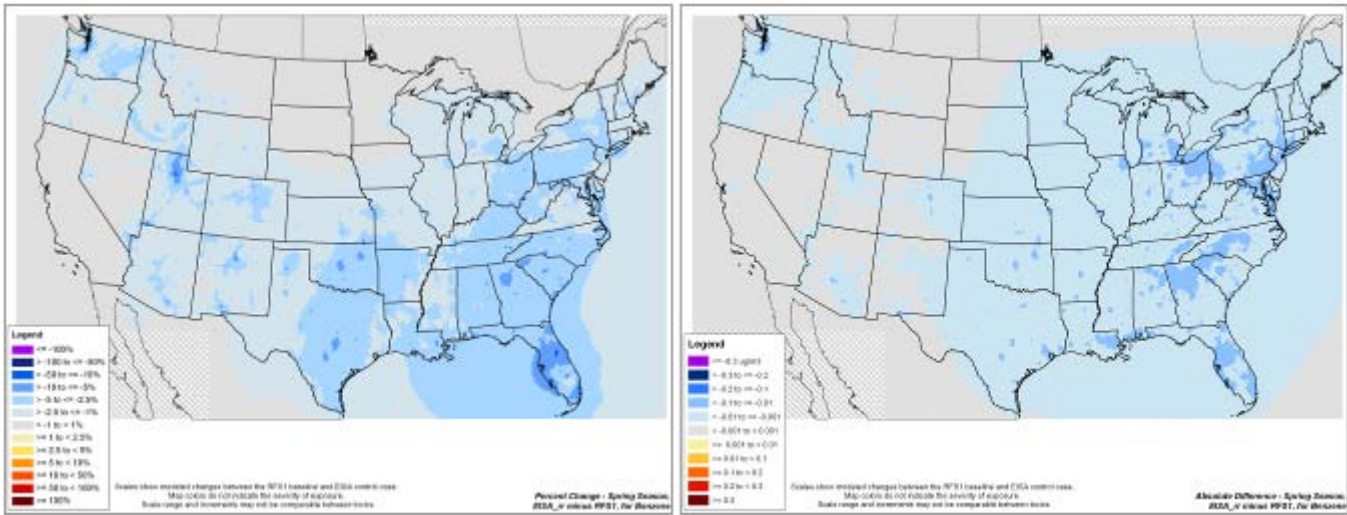 Legend
<= -100%
> -100 to <= -50%
> -50 to <= -10%
> -10 to <= -5%
> -5 to <= -2.5%
> -2.5 to <= -1%
> -1 to < 1%
>= 1 to < 2.5%
>= 2.5 to < 5%
>= 5 to < 10%
>= 10 to < 50%
>= 50 to < 100%
>= 100%
Scales show modeled changes between the RFS1 baseline and EISA control case.
Map colors do not indicate the severity of exposure.
Scale range and increments may not be comparable between toxics.
Percent Change - Spring Season,
EISA_rr minus RFS1, for Benzene
Legend
<= -0.3 ug/m3
> -0.3 to <= -0.2
> -0.2 to <= -0.1
> -0.1 to <= -0.01
> -0.01 to <= -0.001
> -0.001 to < 0.001
>= 0.001 to < 0.01
>= 0.01 to < 0.1
>= 0.1 to < 0.2
>= 0.2 to < 0.3
>= 0.3
Scales show modeled changes between the RFS1 baseline and EISA control case.
Map colors do not indicate the severity of exposure.
Scale range and increments may not be comparable between toxics.
Absolute Difference - Spring Season,
EISA_rr minus RFS1, for Benzene